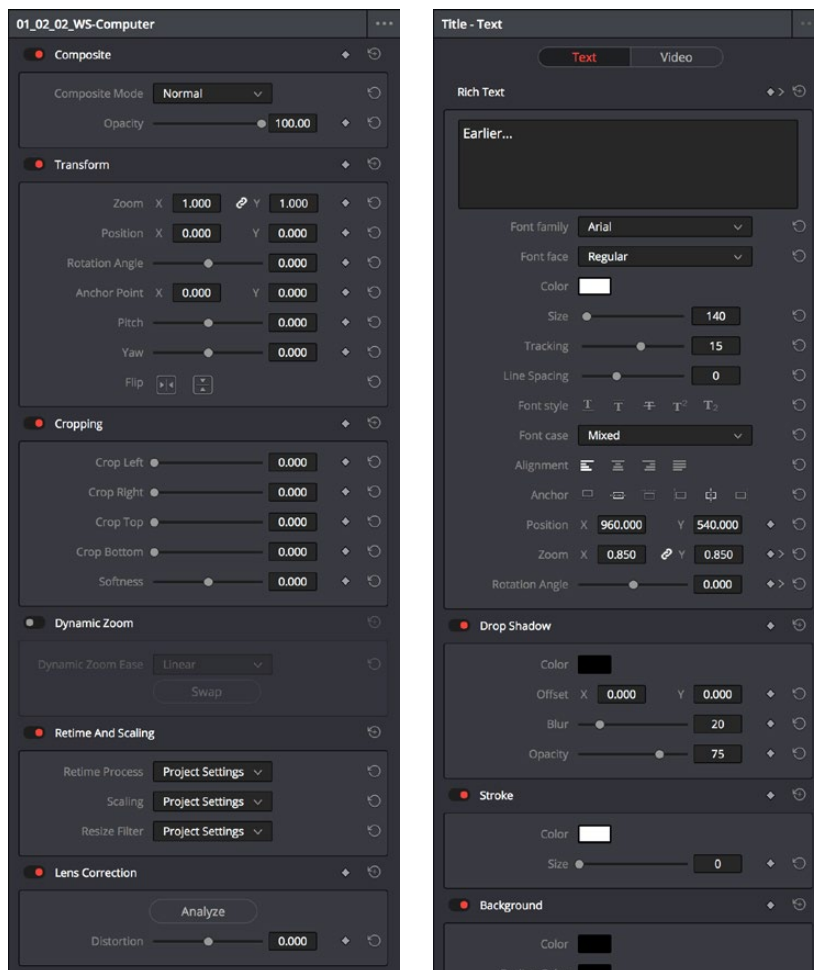 01_02_02_WS-Computer
Composite
Composite Mode Normal
Opacity 100.00
Transform
Zoom X 1.000 Y 1.000
Position X 0.000 Y 0.000
Rotation Angle 0.000
Anchor Point X 0.000 Y 0.000
Pitch 0.000
Yaw 0.000
Flip
Cropping
Crop Left 0.000
Crop Right 0.000
Crop Top 0.000
Crop Bottom 0.000
Softness 0.000
Dynamic Zoom
Dynamic Zoom Ease Linear
Swap
Retime And Scaling
Retime Process Project Settings
Scaling Project Settings
Resize Filter Project Settings
Lens Correction
Analyze
Distortion 0.000
Title - Text
Text Video
Rich Text
Earlier...
Font family Arial
Font face Regular
Color
Size 140
Tracking 15
Line Spacing 0
Font style T T T T² T₂
Font case Mixed
Alignment
Anchor
Position X 960.000 Y 540.000
Zoom X 0.850 Y 0.850
Rotation Angle 0.000
Drop Shadow
Color
Offset X 0.000 Y 0.000
Blur 20
Opacity 75
Stroke
Color
Size 0
Background
Color